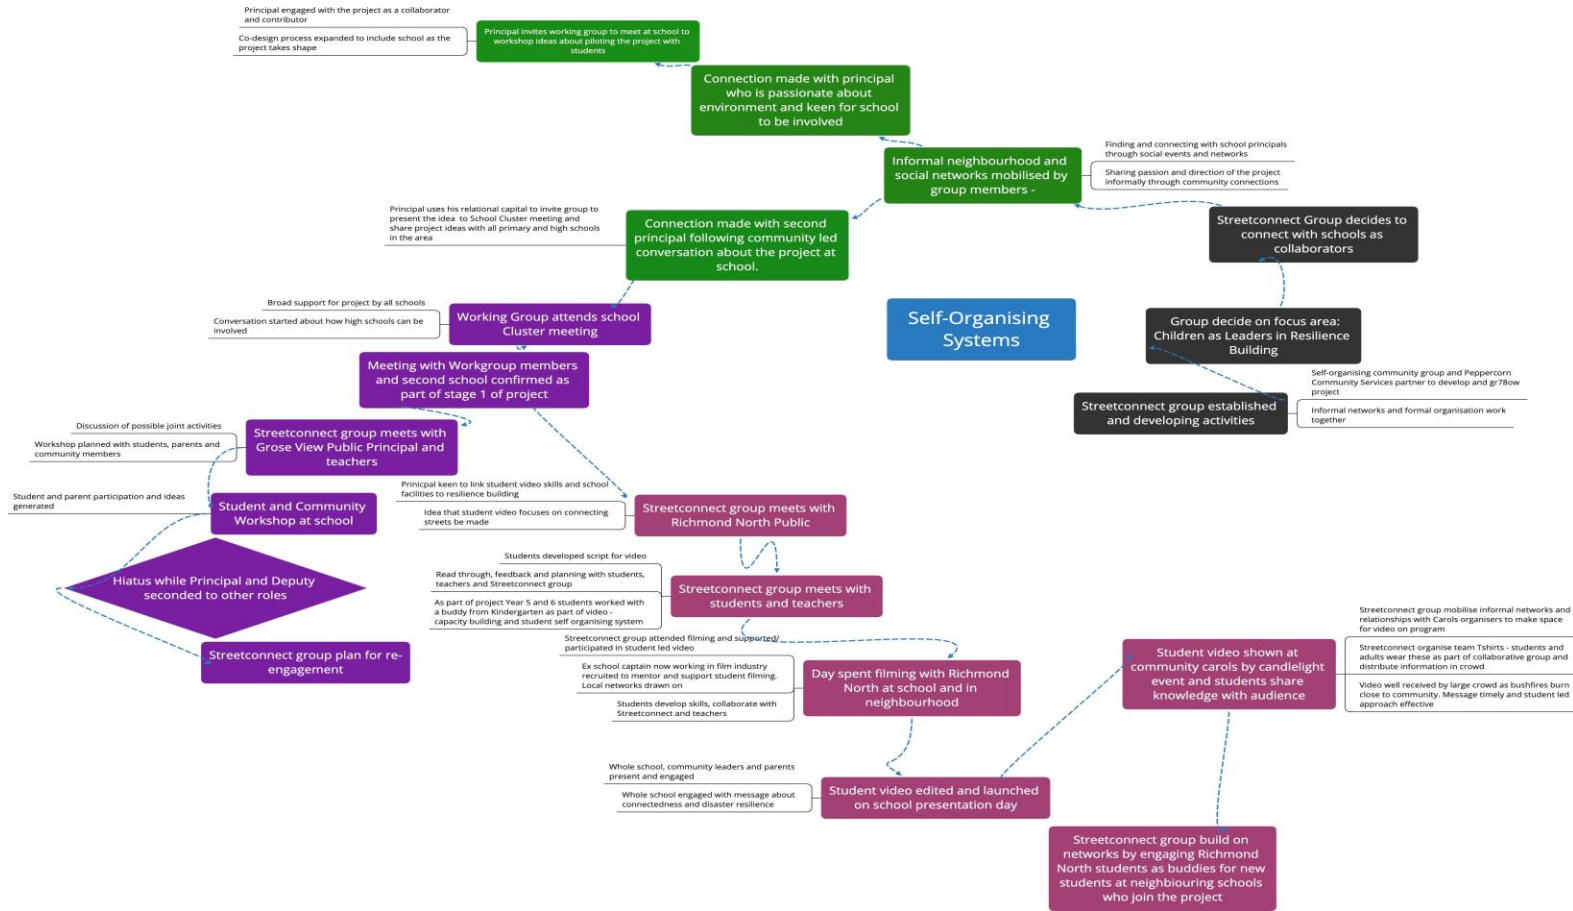 Principal engaged with the project as a collaborator
and contributor
Co-design process expanded to include school as the
project takes shape
Principal invites working group to meet at school to
workshop ideas about piloting the project with
students
Connection made with principal
who is passionate about
environment and keen for school
to be involved
Informal neighbourhood and
social networks mobilised by
group members -
Finding and connecting with school principals
through social events and networks
Sharing passion and direction of the project
informally through community connections
Principal uses his relational capital to invite group to
present the idea to School Cluster meeting and
share project ideas with all primary and high schools
in the area
Connection made with second
principal following community led
conversation about the project at
school.
Streetconnect Group decides to
connect with schools as
collaborators
Broad support for project by all schools
Conversation started about how high schools can be
involved
Working Group attends school
Cluster meeting
Self-Organising
Systems
Group decide on focus area:
Children as Leaders in Resilience
Building
Meeting with Workgroup members
and second school confirmed as
part of stage 1 of project
Self-organising community group and Peppercorn
Community Services partner to develop and gr78ow
project
Informal networks and formal organisation work
together
Streetconnect group established
and developing activities
Discussion of possible joint activities
Workshop planned with students, parents and
community members
Streetconnect group meets with
Grose View Public Principal and
teachers
Student and parent participation and ideas
generated
Student and Community
Workshop at school
Prinicpal keen to link student video skills and school
facilities to resilience building
Idea that student video focuses on connecting
streets be made
Streetconnect group meets with
Richmond North Public
Hiatus while Principal and Deputy
seconded to other roles
Students developed script for video
Read through, feedback and planning with students,
teachers and Streetconnect group
As part of project Year 5 and 6 students worked with
a buddy from Kindergarten as part of video -
capacity building and student self organising system
Streetconnect group meets with
students and teachers
Streetconnect group plan for re-
engagement
Streetconnect group attended filming and supported/
participated in student led video
Ex school captain now working in film industry
recruited to mentor and support student filming.
Local networks drawn on
Students develop skills, collaborate with
Streetconnect and teachers
Day spent filming with Richmond
North at school and in
neighbourhood
Student video shown at
community carols by candlelight
event and students share
knowledge with audience
Streetconnect group mobilise informal networks and
relationships with Carols organisers to make space
for video on program
Streetconnect organise team Tshirts - students and
adults wear these as part of collaborative group and
distribute information in crowd
Video well received by large crowd as bushfires burn
close to community. Message timely and student led
approach effective
Whole school, community leaders and parents
present and engaged
Whole school engaged with message about
connectedness and disaster resilience
Student video edited and launched
on school presentation day
Streetconnect group build on
networks by engaging Richmond
North students as buddies for new
students at neighbiouring schools
who join the project